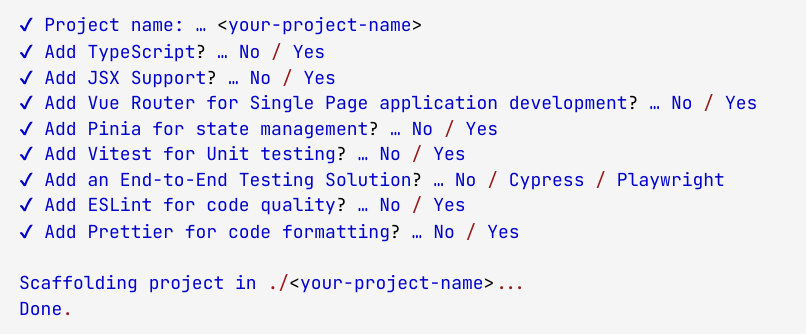 ✔ Project name: … <your-project-name>
✔ Add TypeScript? … No / Yes
✔ Add JSX Support? … No / Yes
✔ Add Vue Router for Single Page application development? … No / Yes
✔ Add Pinia for state management? … No / Yes
✔ Add Vitest for Unit testing? … No / Yes
✔ Add an End-to-End Testing Solution? … No / Cypress / Playwright
✔ Add ESLint for code quality? … No / Yes
✔ Add Prettier for code formatting? … No / Yes
Scaffolding project in ./<your-project-name>...
Done.